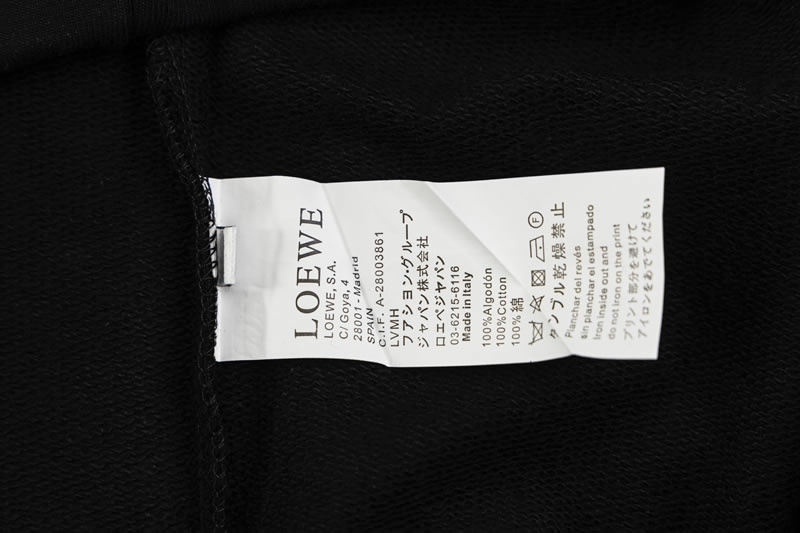 LOEWE
LOEWE, S.A.
C/ Goya, 4
28001 - Madrid
SPAIN
C.I.F. A-28003861
LVMH
フアション·グループ
ジャパン株式会社
ロエベジヤパン
03-6215-6116
Made in Italy
100%Algodón
100%Cotton
100%綿
タンブル乾燥禁止
Planchar del revés
sin planchar el estampado
Iron inside out and
do not iron on the print
プリント部分を避けて
アイロンをあててください